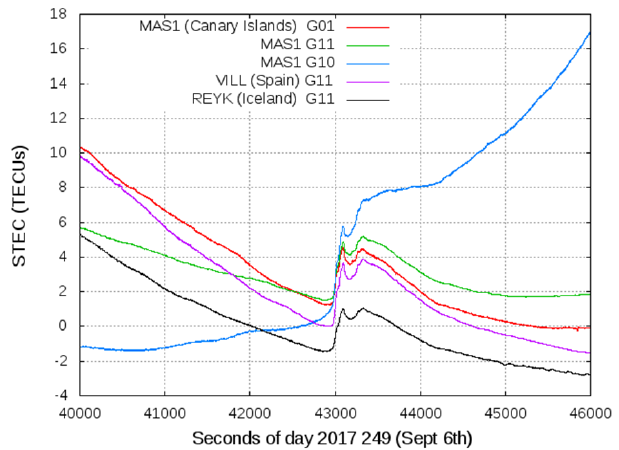 18
16
14
12
10
8
6
4
2
0
-2
-4
STEC (TECUs)
MAS1 (Canary Islands) G01
MAS1 G11
MAS1 G10
VILL (Spain) G11
REYK (Iceland) G11
40000 41000 42000 43000 44000 45000 46000
Seconds of day 2017 249 (Sept 6th)